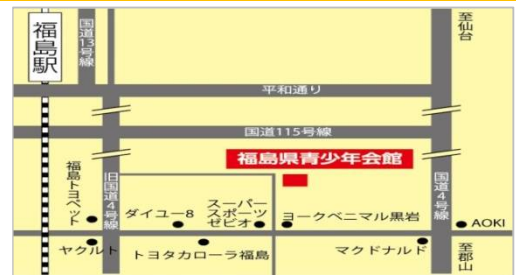 福島駅
国道13号線
至仙台
平和通り
国道115号線
福島県青少年会館
福島トヨペット
旧国道4号線
国道4号線
ダイユー8
スーパー
スポーツ
ゼビオ
ヨークベニマル黒岩
AOKI
ヤクルト
トヨタカローラ福島
マクドナルド
至郡山